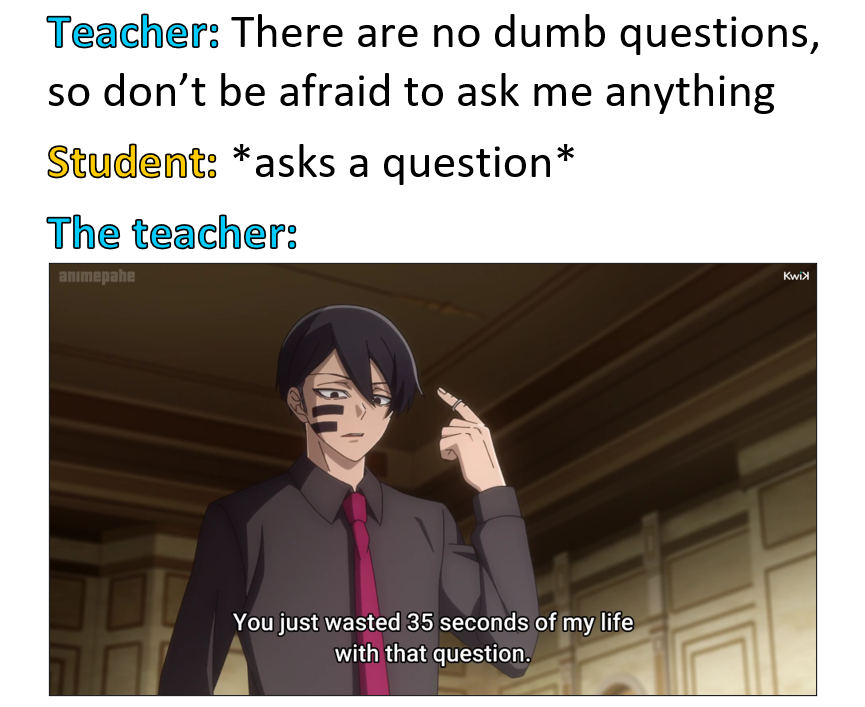 Teacher: There are no dumb questions,
so don’t be afraid to ask me anything
Student: *asks a question*
The teacher:
animepahe
Kwik
You just wasted 35 seconds of my life
with that question.